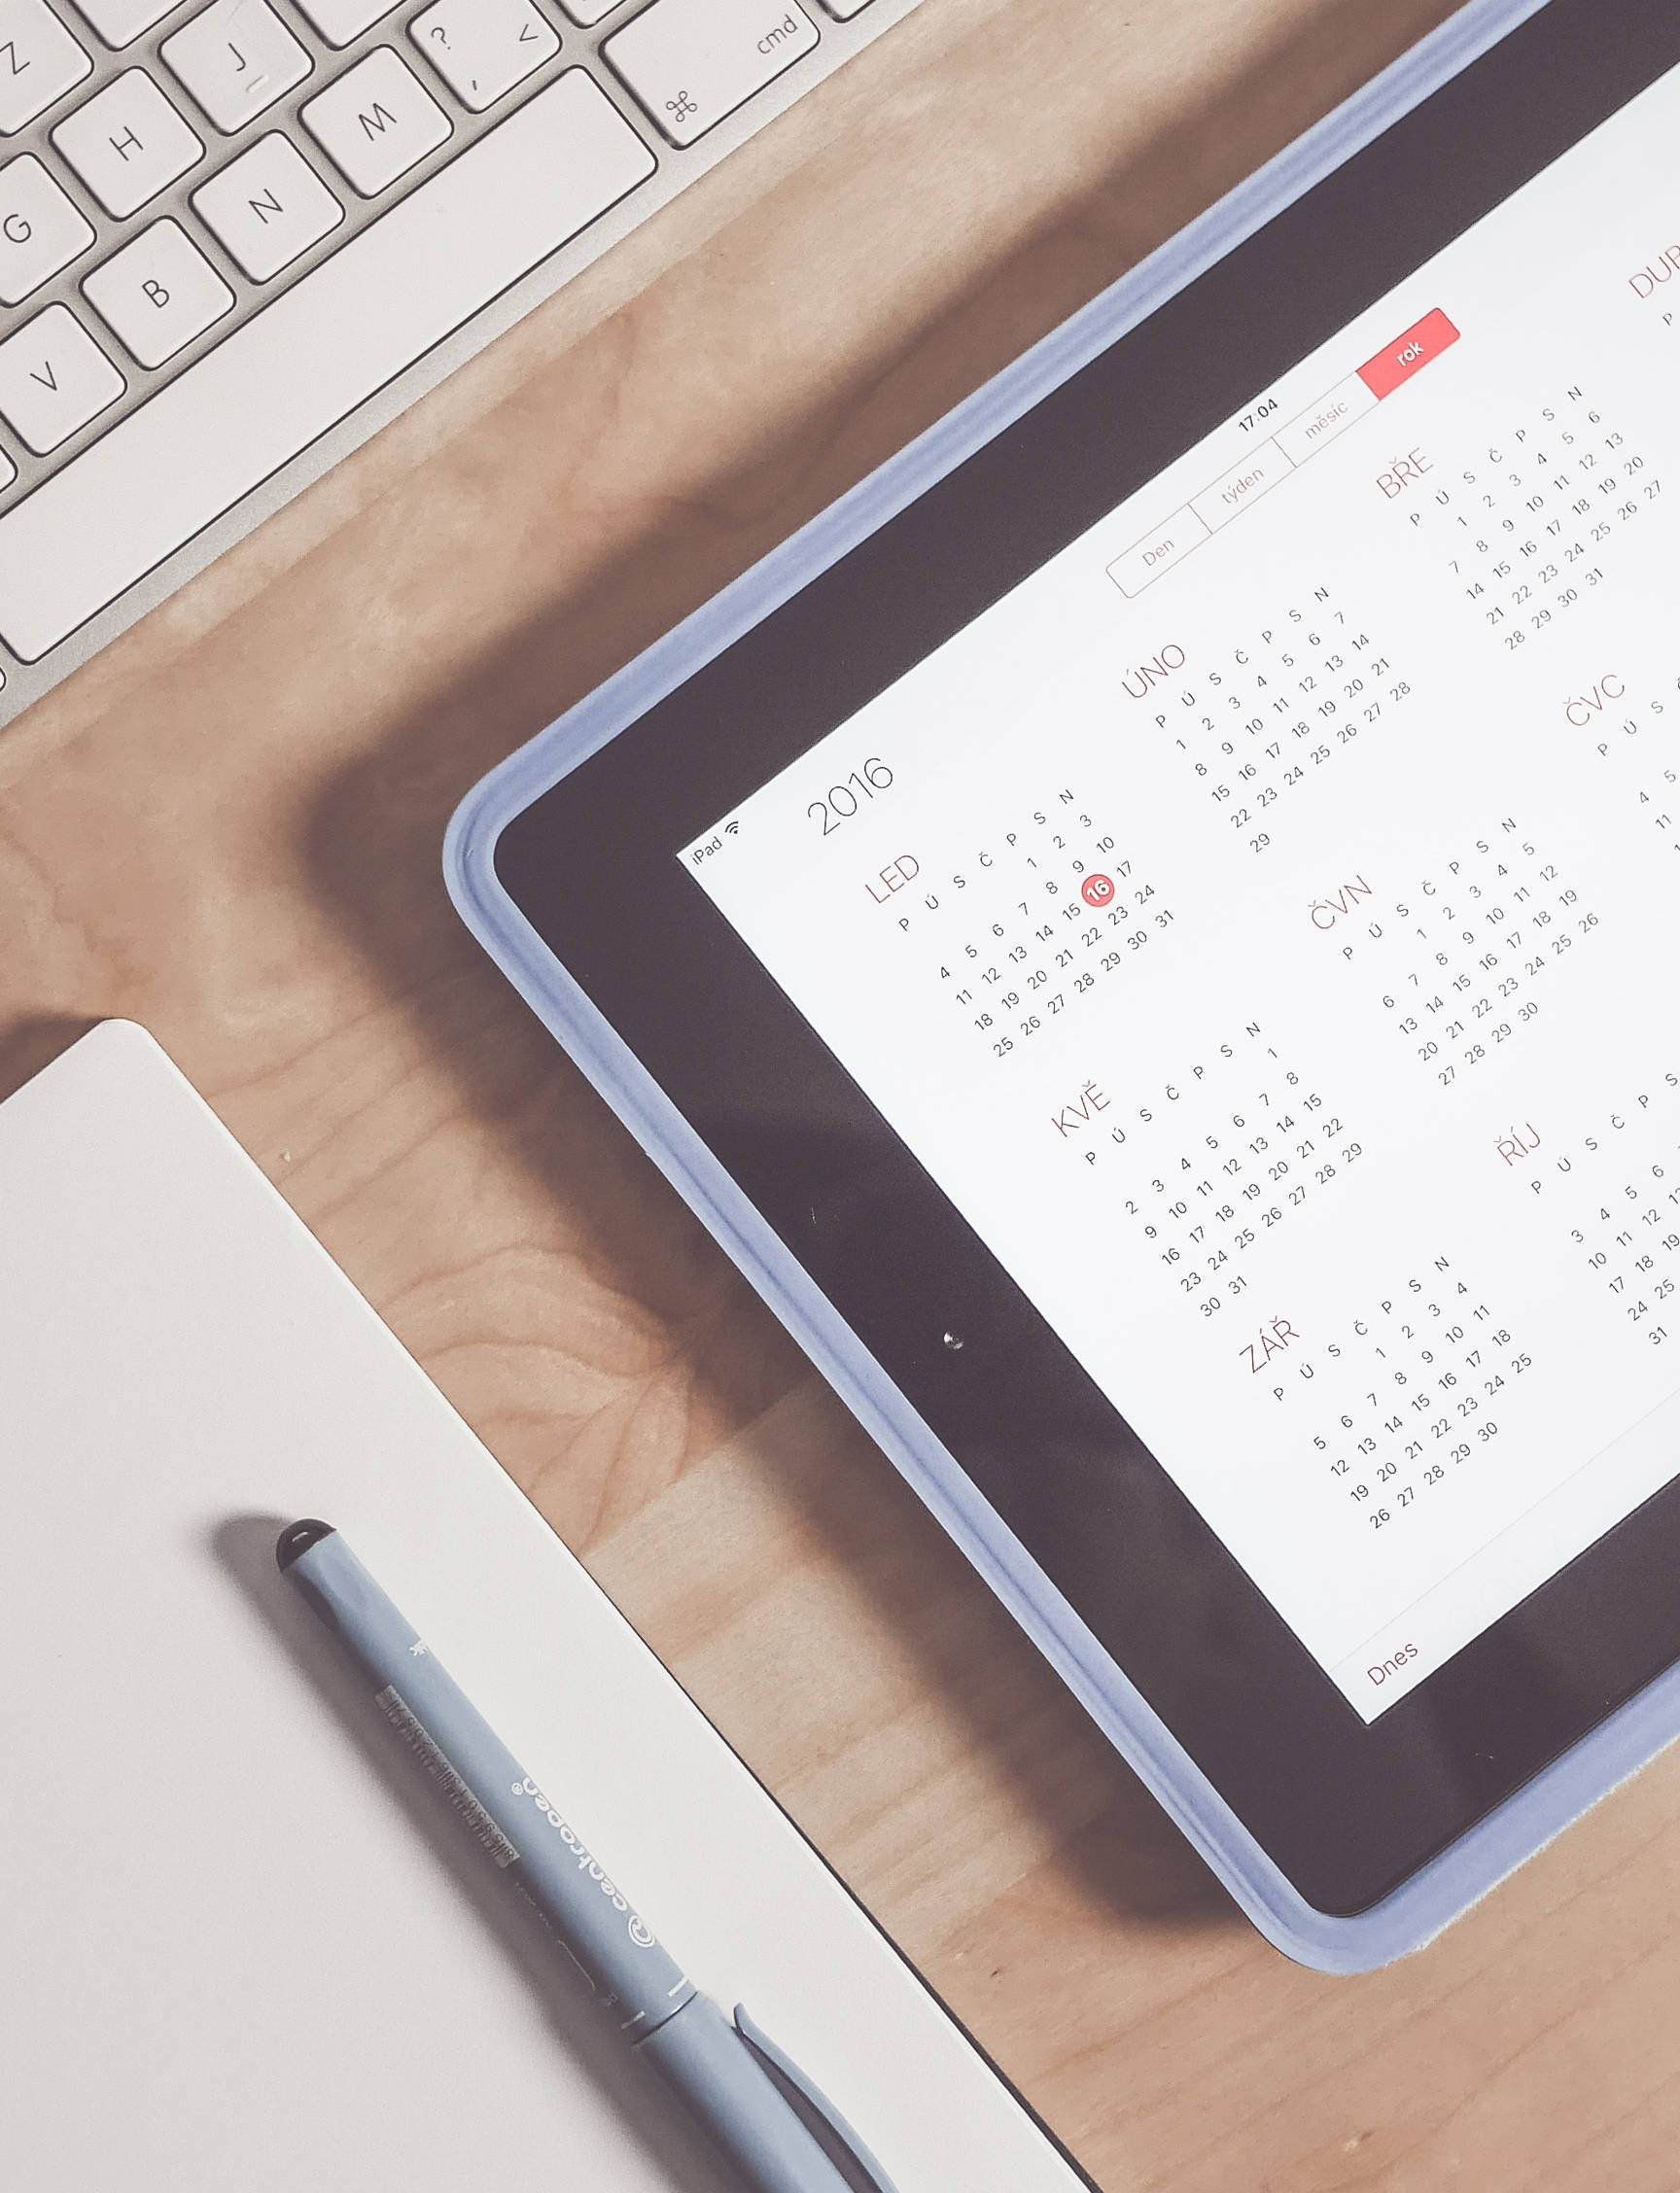 Z
J
? <
,
cmd
⌘
H
M
G
N
B
V
iPad
17:04
Den týden měsíc rok
2016
LED
P Ú S Č P S N
1 2 3
4 5 6 7 8 9 10
11 12 13 14 15 16 17
18 19 20 21 22 23 24
25 26 27 28 29 30 31
ÚNO
P Ú S Č P S N
1 2 3 4 5 6 7
8 9 10 11 12 13 14
15 16 17 18 19 20 21
22 23 24 25 26 27 28
29
BŘE
P Ú S Č P S N
1 2 3 4 5 6
7 8 9 10 11 12 13
14 15 16 17 18 19 20
21 22 23 24 25 26 27
28 29 30 31
DUB
P
KVĚ
P Ú S Č P S N
1
2 3 4 5 6 7 8
9 10 11 12 13 14 15
16 17 18 19 20 21 22
23 24 25 26 27 28 29
30 31
ČVN
P Ú S Č P S N
1 2 3 4 5
6 7 8 9 10 11 12
13 14 15 16 17 18 19
20 21 22 23 24 25 26
27 28 29 30
ČVC
P Ú S
4 5
11
ZÁŘ
P Ú S Č P S N
1 2 3 4
5 6 7 8 9 10 11
12 13 14 15 16 17 18
19 20 21 22 23 24 25
26 27 28 29 30
ŘÍJ
P Ú S Č P S
3 4 5 6
10 11 12 13
17 18 19
24 25
31
Dnes
centropen®